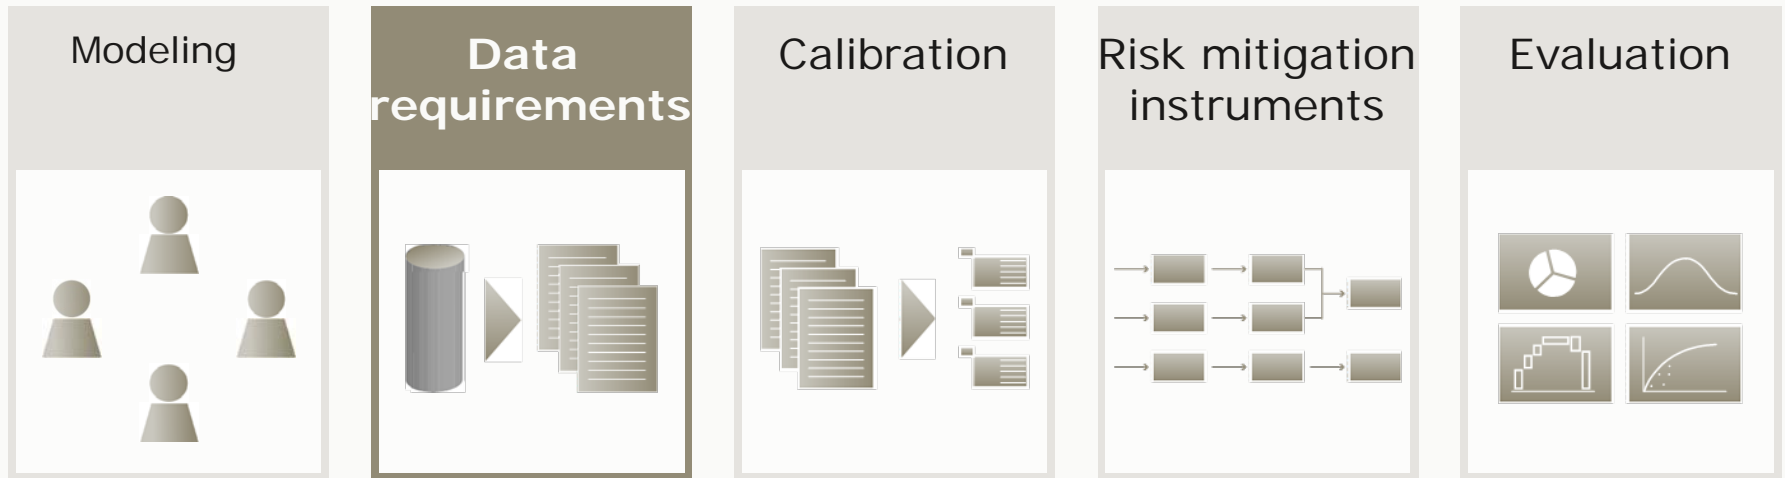 Modeling
Data
requirements
Calibration
Risk mitigation
instruments
Evaluation